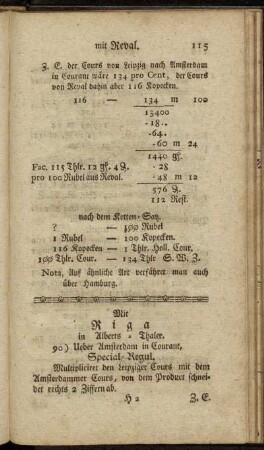 mit Reval. 115
Z. E. der Cours von Leipzig nach Amsterdam
in Courant wäre 134 pro Cent, der Cours
von Reval dahin aber 116 Kopecken.
116 — 134 m 100
13400
-18..
-64.
-60 m 24
1440 gſ.
Fac. 115 Thlr. 12 gſ. 4 ₰. - 28
pro 100 Rubel aus Reval. -48 m 12
576 ₰.
112 Reſt.
nach dem Ketten-Satz.
? — 100 Rubel
1 Rubel — 100 Kopecken.
116 Kopecken — 1 Thlr. Holl. Cour.
100 Thlr. Cour. — 134 Thlr S. W. Z.
Nota, Auf ähnliche Art verfähret man auch
über Hamburg.
Mit
Riga
in Alberts-Thaler.
90) Ueber Amſterdam in Courant,
Special-Regul.
Multipliciret den Leipziger Cours mit dem
Amſterdammer Cours, von dem Product ſchnei-
det rechts 2 Ziffern ab.
H 2 Z. E.